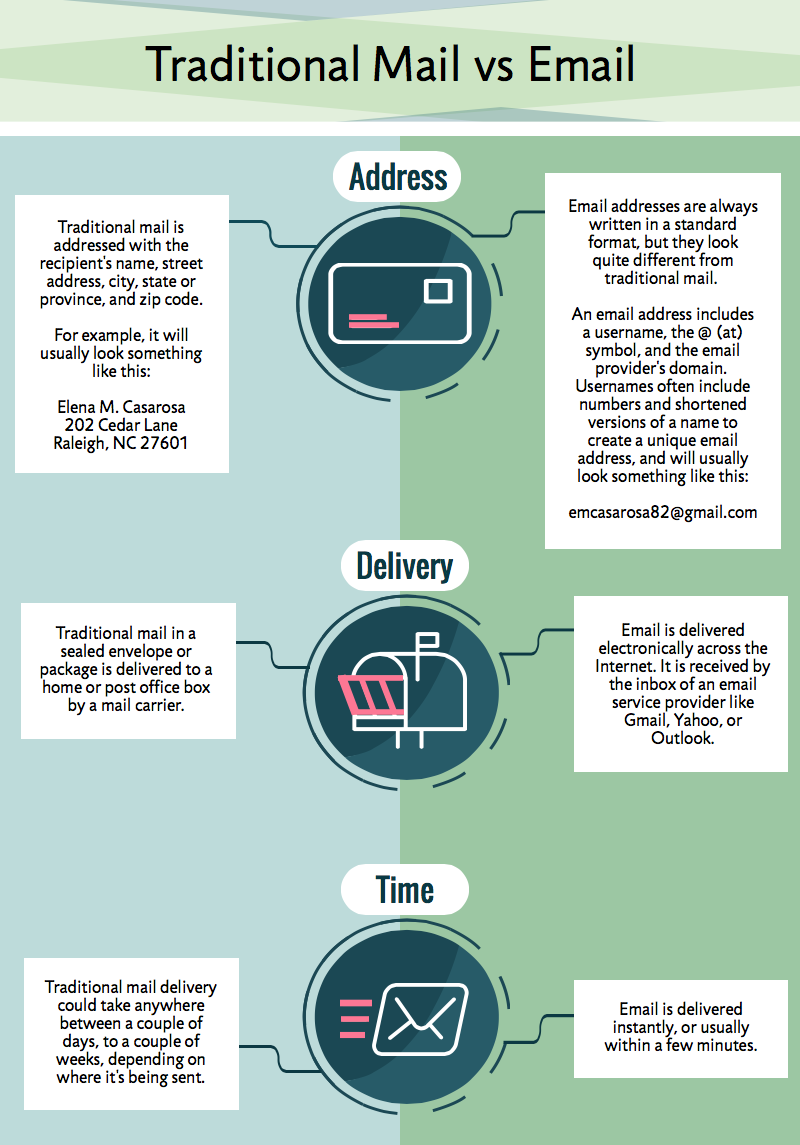 Traditional Mail vs Email
Address
Traditional mail is
addressed with the
recipient's name, street
address, city, state or
province, and zip code.
For example, it will
usually look something
like this:
Elena M. Casarosa
202 Cedar Lane
Raleigh, NC 27601
Email addresses are always
written in a standard
format, but they look
quite different from
traditional mail.
An email address includes
a username, the @ (at)
symbol, and the email
provider's domain.
Usernames often include
numbers and shortened
versions of a name to
create a unique email
address, and will usually
look something like this:
emcasarosa82@gmail.com
Delivery
Traditional mail in a
sealed envelope or
package is delivered to a
home or post office box
by a mail carrier.
Email is delivered
electronically across the
Internet. It is received by
the inbox of an email
service provider like
Gmail, Yahoo, or
Outlook.
Time
Traditional mail delivery
could take anywhere
between a couple of
days, to a couple of
weeks, depending on
where it's being sent.
Email is delivered
instantly, or usually
within a few minutes.